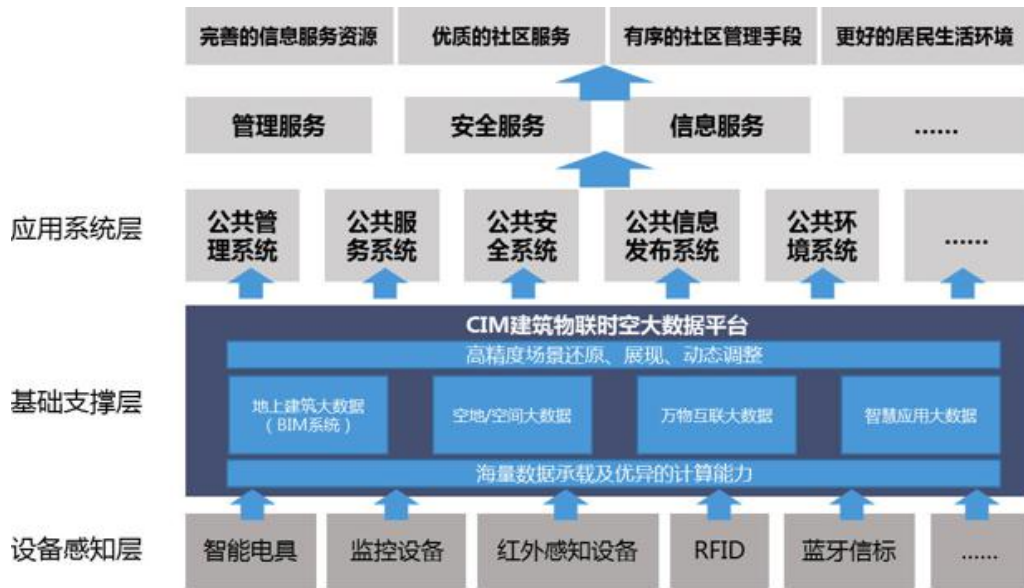 完善的信息服务资源
优质的社区服务
有序的社区管理手段
更好的居民生活环境
管理服务
安全服务
信息服务
......
应用系统层
公共管
理系统
公共服
务系统
公共安
全系统
公共信息
发布系统
公共环
境系统
......
基础支撑层
CIM建筑物联时空大数据平台
高精度场景还原、展现、动态调整
地上建筑大数据
（BIM系统）
空地/空间大数据
万物互联大数据
智慧应用大数据
海量数据承载及优异的计算能力
设备感知层
智能电具
监控设备
红外感知设备
RFID
蓝牙信标
......